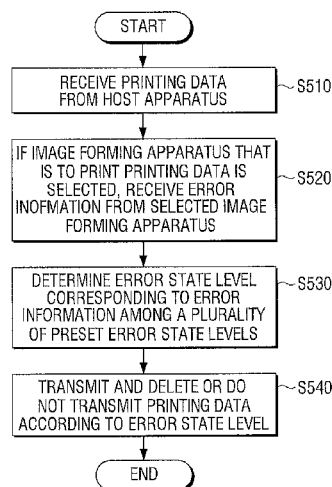 START
RECEIVE PRINTING DATA
FROM HOST APPARATUS
S510
IF IMAGE FORMING APPARATUS THAT
IS TO PRINT PRINTING DATA IS
SELECTED, RECEIVE ERROR
INOFMATION FROM SELECTED IMAGE
FORMING APPARATUS
S520
DETERMINE ERROR STATE LEVEL
CORRESPONDING TO ERROR
INFORMATION AMONG A PLURALITY
OF PRESET ERROR STATE LEVELS
S530
TRANSMIT AND DELETE OR DO
NOT TRANSMIT PRINTING DATA
ACCORDING TO ERROR STATE LEVEL
S540
END